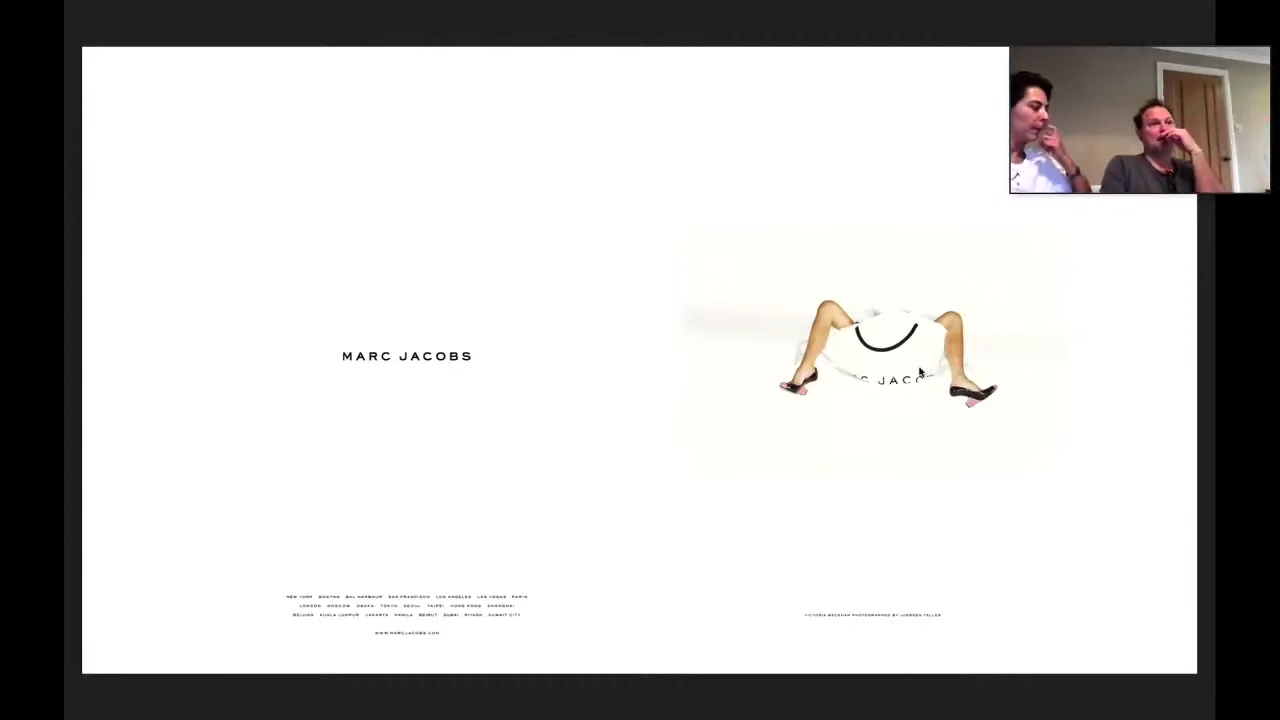 MARC JACOBS
C JACO
NEW YORK BOSTON BAL HARBOUR SAN FRANCISCO LOS ANGELES LAS VEGAS PARIS
LONDON MOSCOW OSAKA TOKYO SEOUL TAIPEI HONG KONG SHANGHAI
BEIJING KUALA LUMPUR JAKARTA MANILA BEIRUT DUBAI RIYADH KUWAIT CITY
WWW.MARCJACOBS.COM
VICTORIA BECKHAM PHOTOGRAPHED BY JUERGEN TELLER